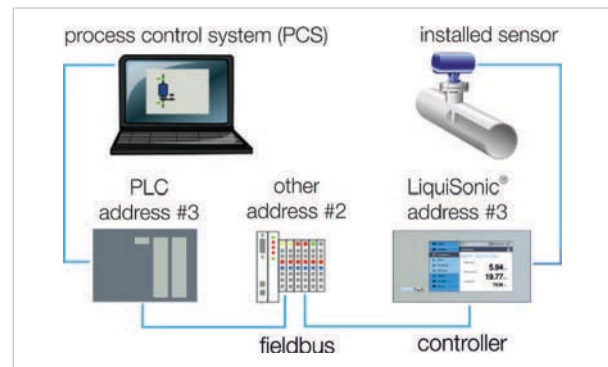 process control system (PCS)
installed sensor
PLC
address #3
other
address #2
LiquiSonic®
address #3
5.94
19.77
fieldbus
controller